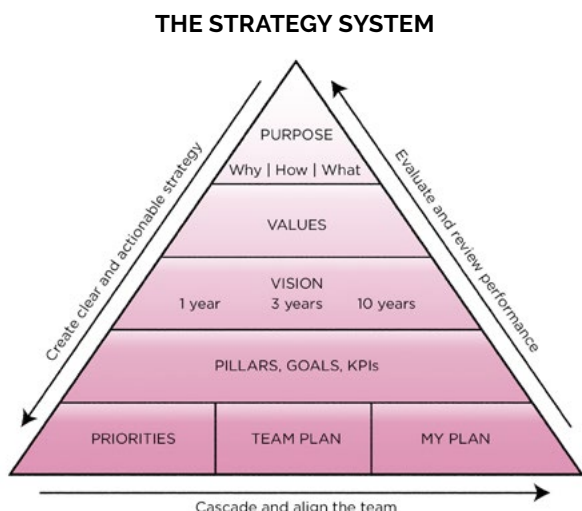 THE STRATEGY SYSTEM
PURPOSE
Why | How | What
VALUES
VISION
1 year 3 years 10 years
PILLARS, GOALS, KPIs
PRIORITIES TEAM PLAN MY PLAN
Create clear and actionable strategy
Evaluate and review performance
Cascade and align the team